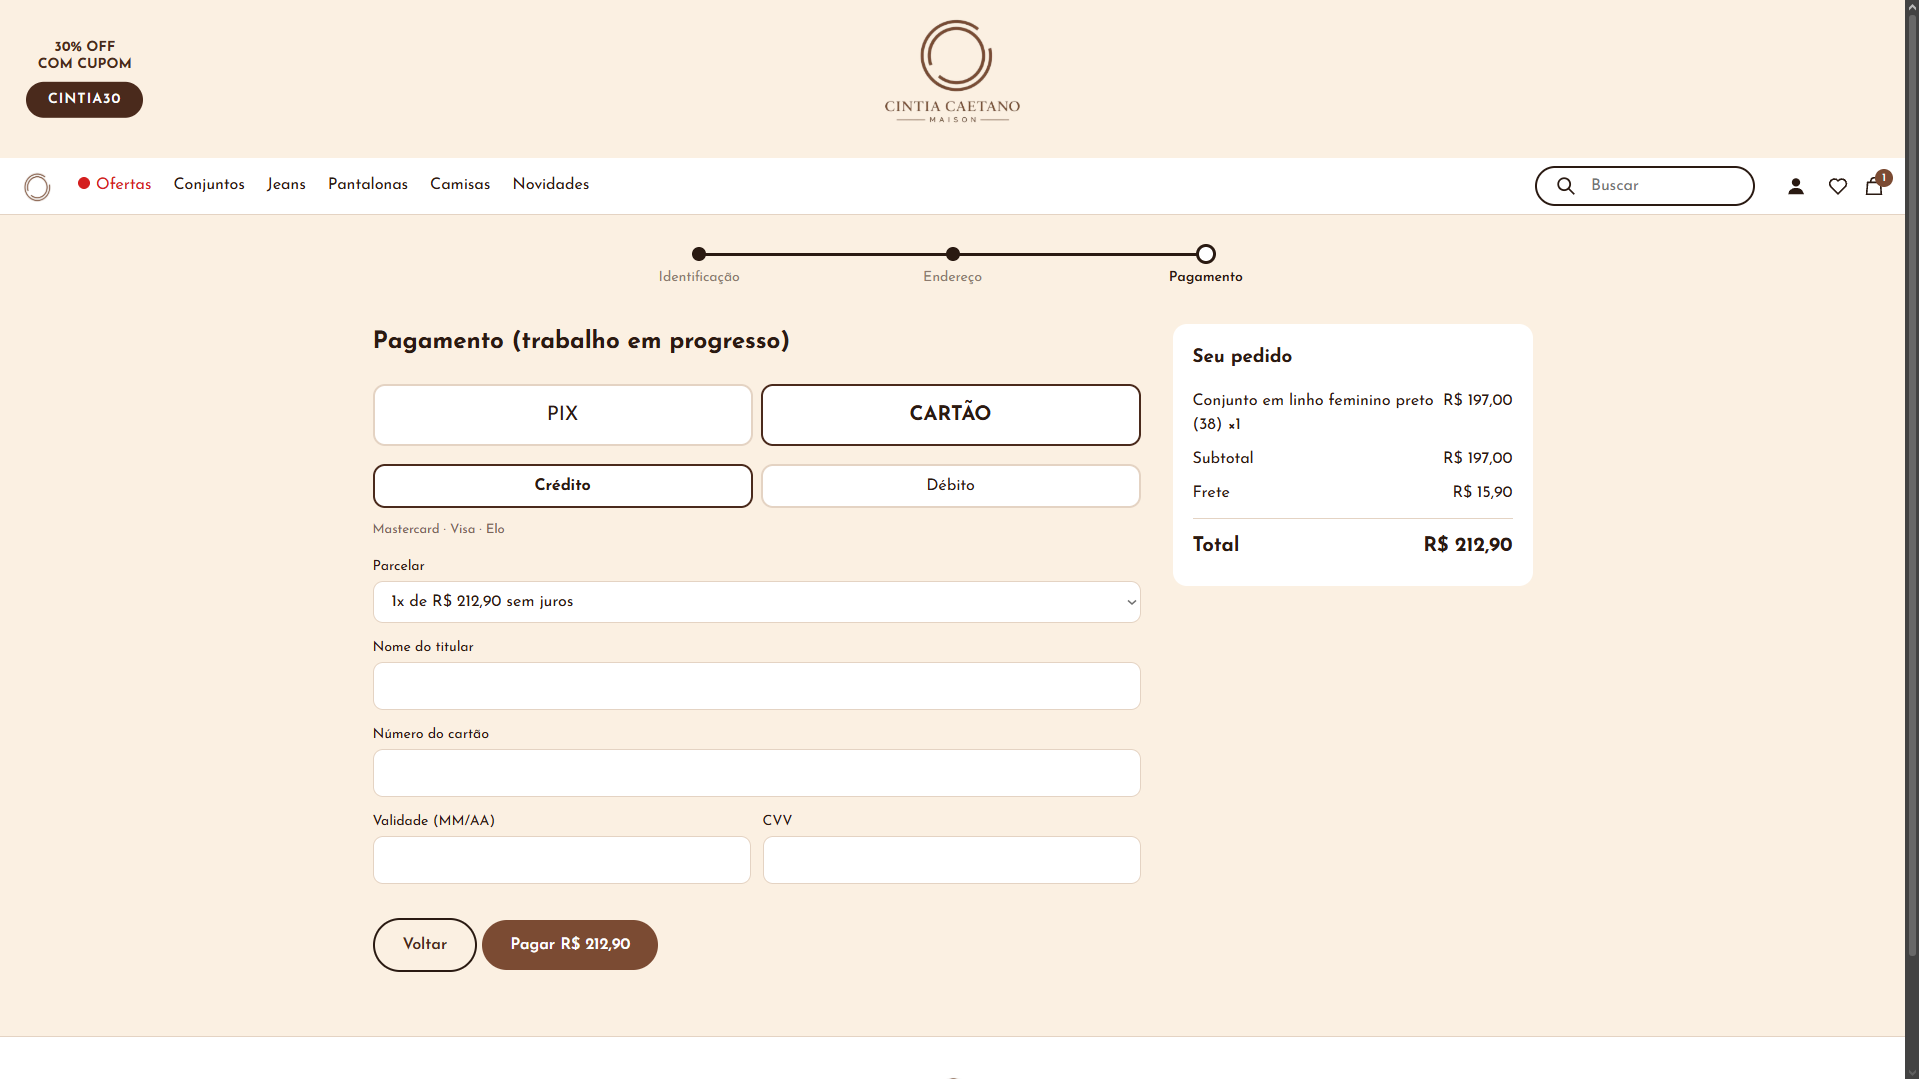 30% OFF
COM CUPOM
CINTIA30
CINTIA CAETANO
MAISON
Ofertas
Conjuntos
Jeans
Pantalonas
Camisas
Novidades
Buscar
1
Identificação
Endereço
Pagamento
Pagamento (trabalho em progresso)
PIX
CARTÃO
Crédito
Débito
Mastercard · Visa · Elo
Parcelar
1x de R$ 212,90 sem juros
Nome do titular
Número do cartão
Validade (MM/AA)
CVV
Voltar
Pagar R$ 212,90
Seu pedido
Conjunto em linho feminino preto R$ 197,00
(38) ×1
Subtotal R$ 197,00
Frete R$ 15,90
Total R$ 212,90